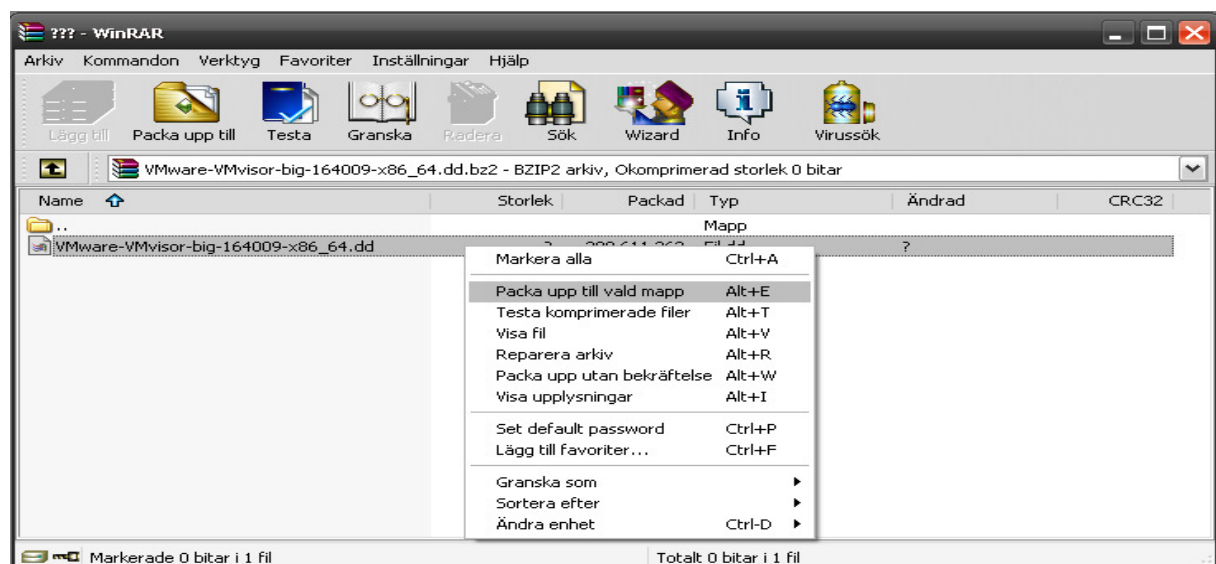 ??? - WinRAR
Arkiv Kommandon Verktyg Favoriter Inställningar Hjälp
Lägg till Packa upp till Testa Granska Radera Sök Wizard Info Virussök
VMware-VMvisor-big-164009-x86_64.dd.bz2 - BZIP2 arkiv, Okomprimerad storlek 0 bitar
Name Storlek Packad Typ Ändrad CRC32
.. Mapp
VMware-VMvisor-big-164009-x86_64.dd ?
Markera alla Ctrl+A
Packa upp till vald mapp Alt+E
Testa komprimerade filer Alt+T
Visa fil Alt+V
Reparera arkiv Alt+R
Packa upp utan bekräftelse Alt+W
Visa upplysningar Alt+I
Set default password Ctrl+P
Lägg till favoriter... Ctrl+F
Granska som
Sortera efter
Ändra enhet Ctrl-D
Markerade 0 bitar i 1 fil Totalt 0 bitar i 1 fil